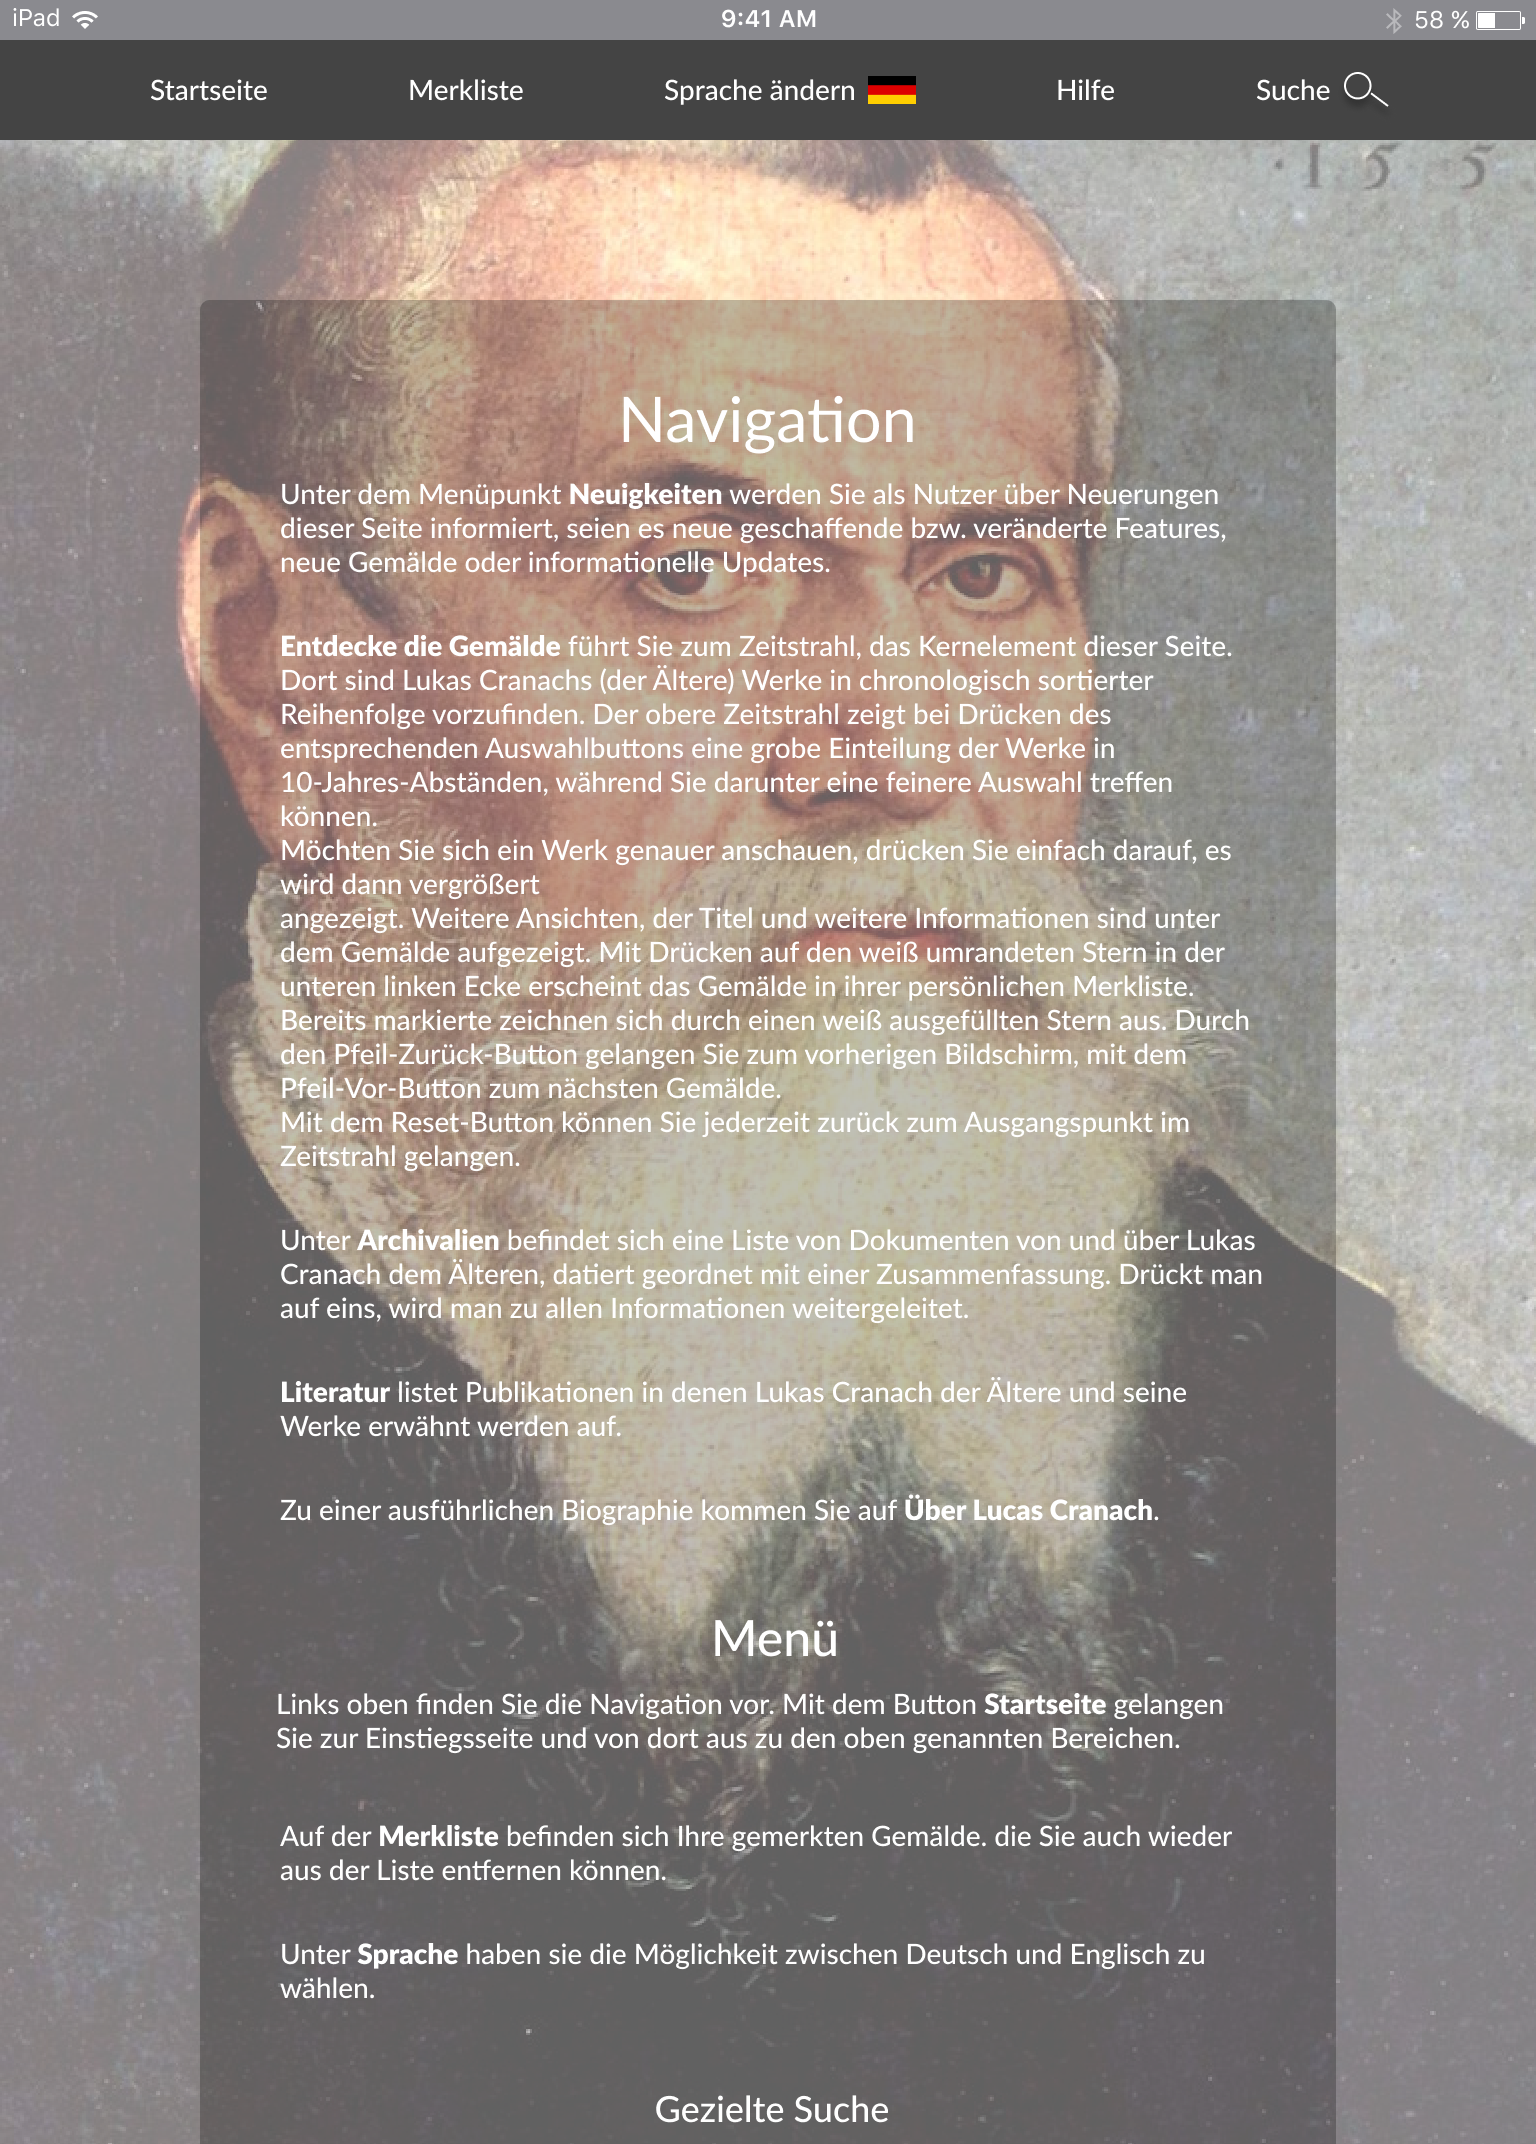 iPad 9:41 AM 58 %
Startseite Merkliste Sprache ändern Hilfe Suche
· 1 5 5
Navigation
Unter dem Menüpunkt Neuigkeiten werden Sie als Nutzer über Neuerungen
dieser Seite informiert, seien es neue geschaffende bzw. veränderte Features,
neue Gemälde oder informationelle Updates.
Entdecke die Gemälde führt Sie zum Zeitstrahl, das Kernelement dieser Seite.
Dort sind Lukas Cranachs (der Ältere) Werke in chronologisch sortierter
Reihenfolge vorzufinden. Der obere Zeitstrahl zeigt bei Drücken des
entsprechenden Auswahlbuttons eine grobe Einteilung der Werke in
10-Jahres-Abständen, während Sie darunter eine feinere Auswahl treffen
können.
Möchten Sie sich ein Werk genauer anschauen, drücken Sie einfach darauf, es
wird dann vergrößert
angezeigt. Weitere Ansichten, der Titel und weitere Informationen sind unter
dem Gemälde aufgezeigt. Mit Drücken auf den weiß umrandeten Stern in der
unteren linken Ecke erscheint das Gemälde in ihrer persönlichen Merkliste.
Bereits markierte zeichnen sich durch einen weiß ausgefüllten Stern aus. Durch
den Pfeil-Zurück-Button gelangen Sie zum vorherigen Bildschirm, mit dem
Pfeil-Vor-Button zum nächsten Gemälde.
Mit dem Reset-Button können Sie jederzeit zurück zum Ausgangspunkt im
Zeitstrahl gelangen.
Unter Archivalien befindet sich eine Liste von Dokumenten von und über Lukas
Cranach dem Älteren, datiert geordnet mit einer Zusammenfassung. Drückt man
auf eins, wird man zu allen Informationen weitergeleitet.
Literatur listet Publikationen in denen Lukas Cranach der Ältere und seine
Werke erwähnt werden auf.
Zu einer ausführlichen Biographie kommen Sie auf Über Lucas Cranach.
Menü
Links oben finden Sie die Navigation vor. Mit dem Button Startseite gelangen
Sie zur Einstiegsseite und von dort aus zu den oben genannten Bereichen.
Auf der Merkliste befinden sich Ihre gemerkten Gemälde. die Sie auch wieder
aus der Liste entfernen können.
Unter Sprache haben sie die Möglichkeit zwischen Deutsch und Englisch zu
wählen.
Gezielte Suche